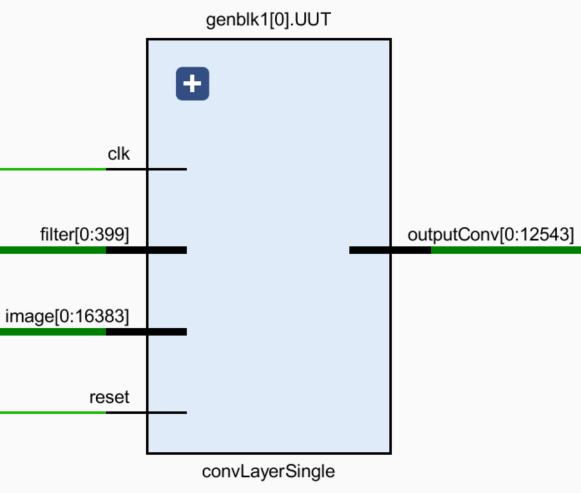 genblk1[0].UUT
clk
filter[0:399]
outputConv[0:12543]
image[0:16383]
reset
convLayerSingle